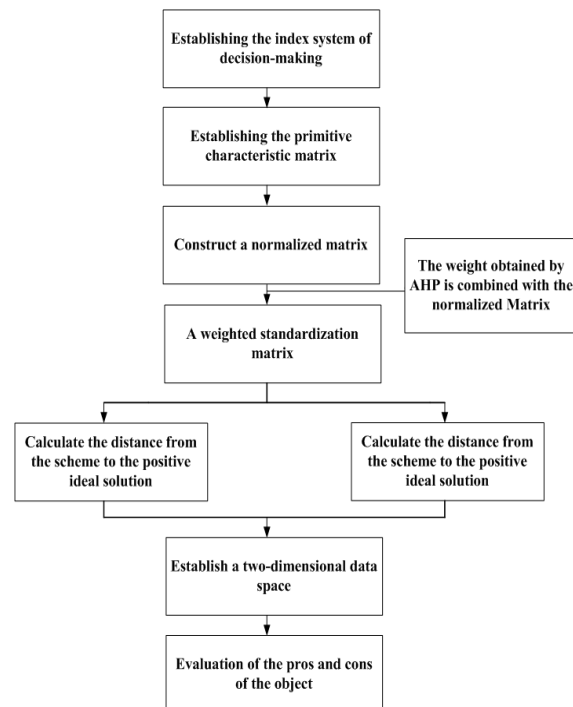 Establishing the index system of
decision-making
Establishing the primitive
characteristic matrix
Construct a normalized matrix
The weight obtained by
AHP is combined with the
normalized Matrix
A weighted standardization
matrix
Calculate the distance from
the scheme to the positive
ideal solution
Calculate the distance from
the scheme to the positive
ideal solution
Establish a two-dimensional data
space
Evaluation of the pros and cons
of the object